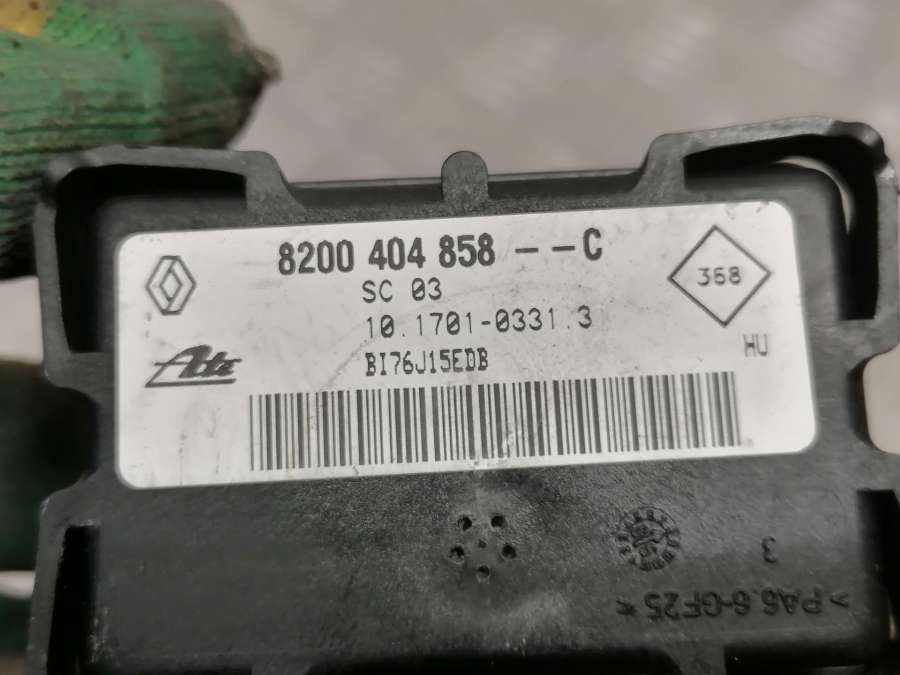 8200 404 858 --C
SC 03
368
10.1701-0331.3
HU
Ate
BI76J15EDB
3
>PA6.6-GF25<